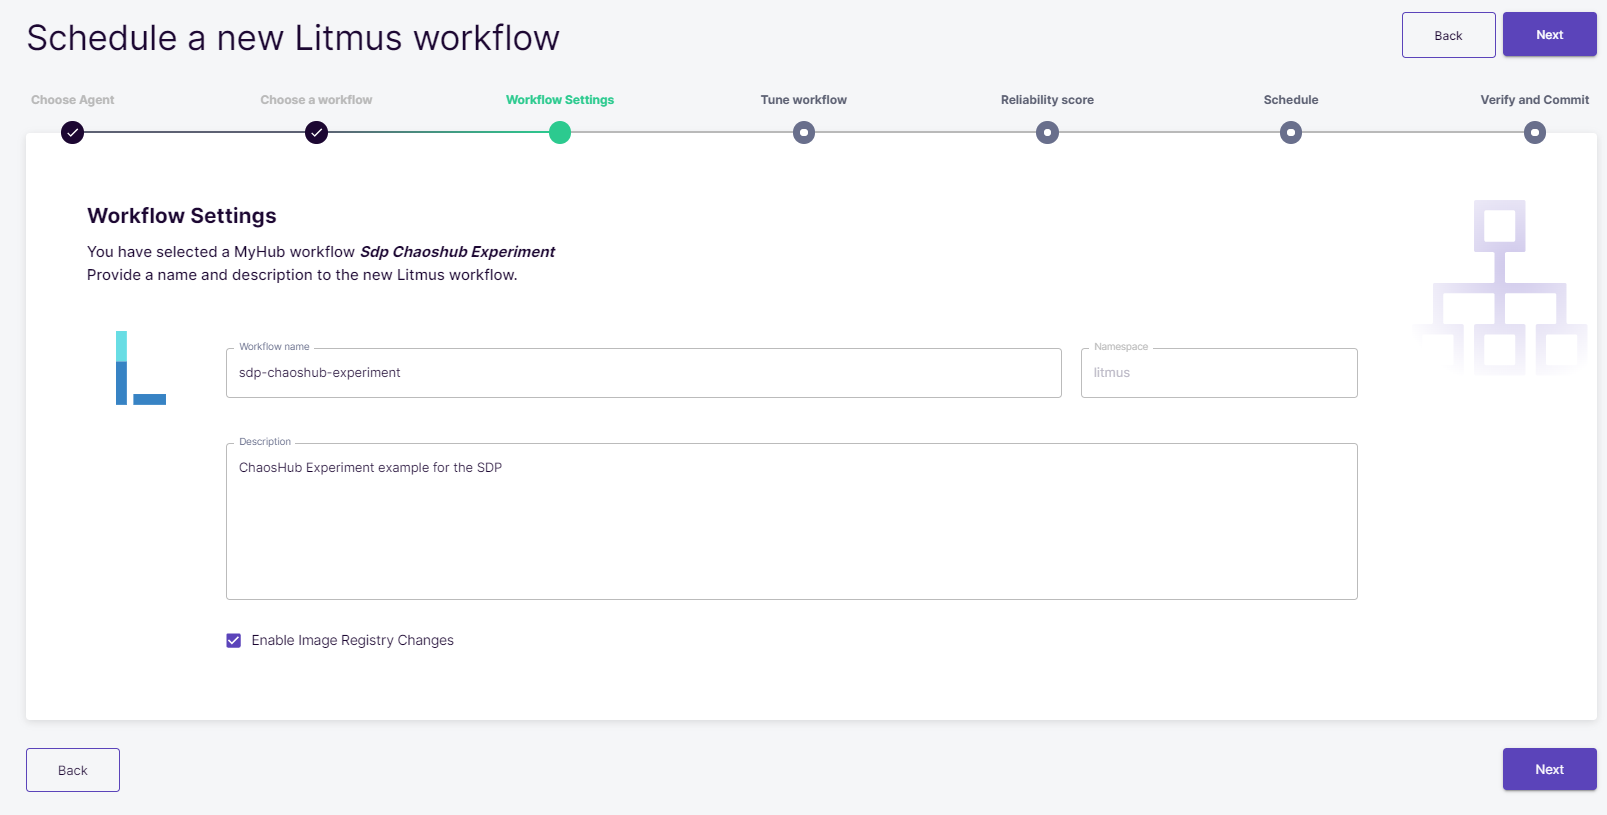 Schedule a new Litmus workflow
Back
Next
Choose Agent
Choose a workflow
Workflow Settings
Tune workflow
Reliability score
Schedule
Verify and Commit
Workflow Settings
You have selected a MyHub workflow Sdp Chaoshub Experiment
Provide a name and description to the new Litmus workflow.
Workflow name
sdp-chaoshub-experiment
Namespace
litmus
Description
ChaosHub Experiment example for the SDP
Enable Image Registry Changes
Back
Next